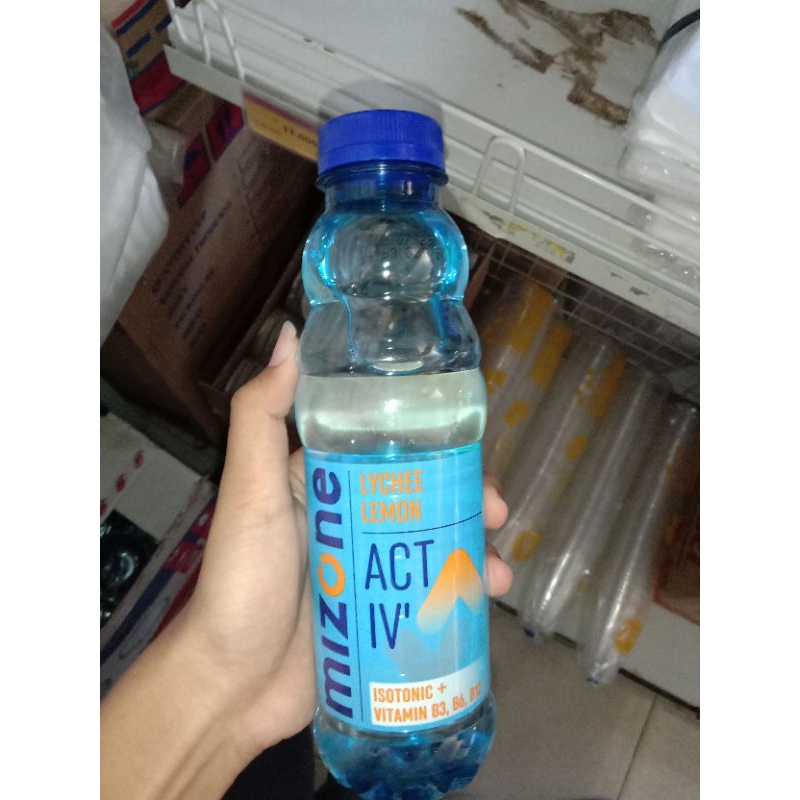 mizone
LYCHEE
LEMON
ACT
IV'
ISOTONIC +
VITAMIN B3, B6, B12